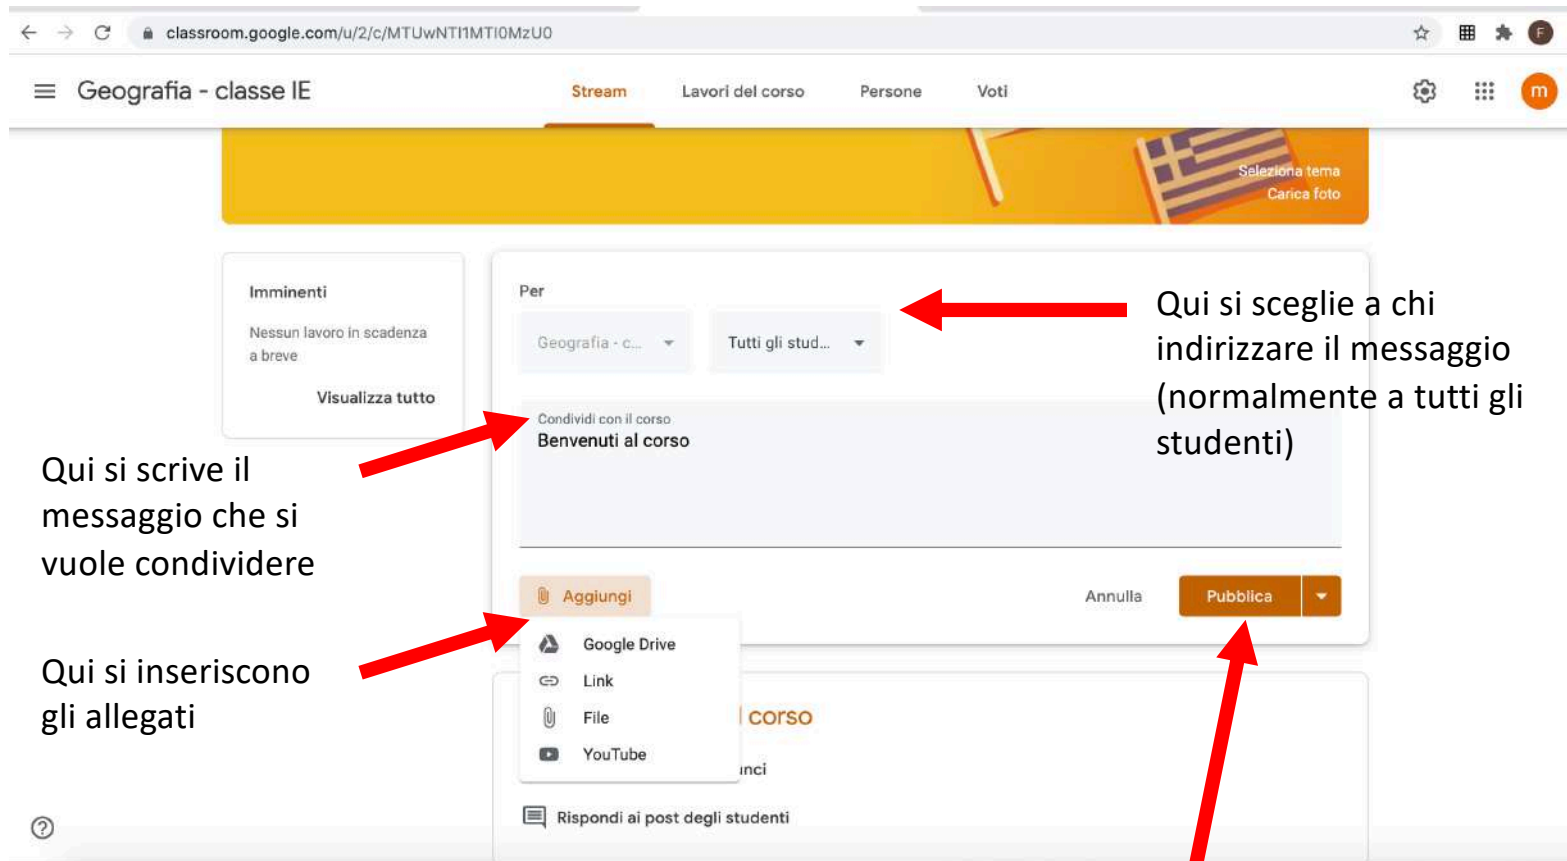 classroom.google.com/u/2/c/MTUwNTI1MTI0MzU0
F
Geografia - classe IE
Stream
Lavori del corso
Persone
Voti
m
Seleziona tema
Carica foto
Imminenti
Nessun lavoro in scadenza
a breve
Visualizza tutto
Per
Geografia - c...
Tutti gli stud...
Qui si sceglie a chi
indirizzare il messaggio
(normalmente a tutti gli
studenti)
Condividi con il corso
Benvenuti al corso
Qui si scrive il
messaggio che si
vuole condividere
Aggiungi
Annulla
Pubblica
Google Drive
Link
File
YouTube
Qui si inseriscono
gli allegati
corso
unci
Rispondi ai post degli studenti